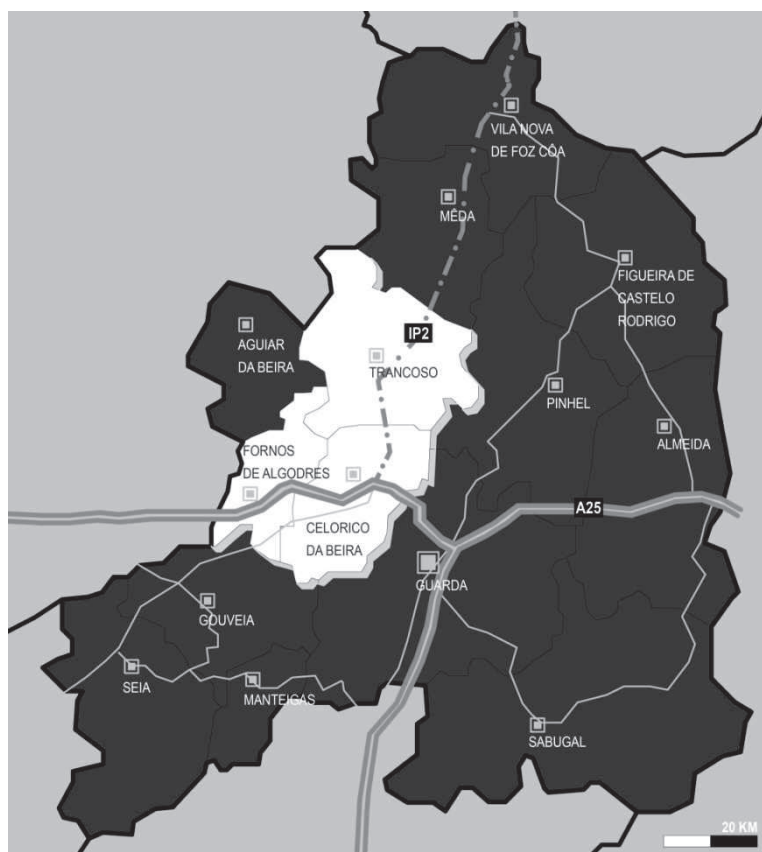 VILA NOVA
DE FOZ CÔA
MÊDA
FIGUEIRA DE
CASTELO
RODRIGO
AGUIAR
DA BEIRA
IP2
TRANCOSO
PINHEL
ALMEIDA
FORNOS
DE ALGODRES
A25
CELORICO
DA BEIRA
GUARDA
GOUVEIA
SEIA
MANTEIGAS
SABUGAL
20 KM